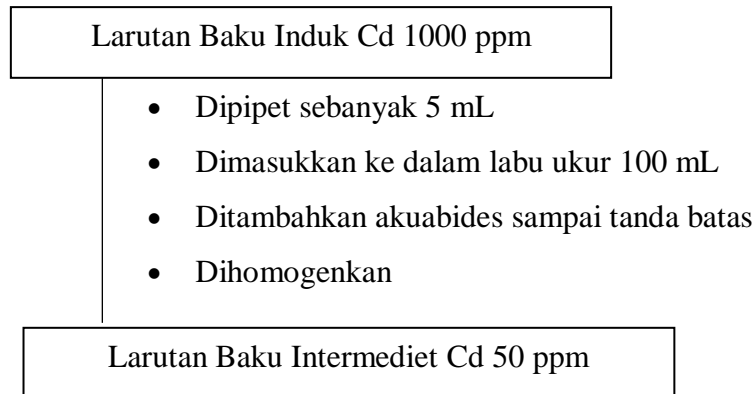 Larutan Baku Induk Cd 1000 ppm
• Dipipet sebanyak 5 mL
• Dimasukkan ke dalam labu ukur 100 mL
• Ditambahkan akuabides sampai tanda batas
• Dihomogenkan
Larutan Baku Intermediet Cd 50 ppm